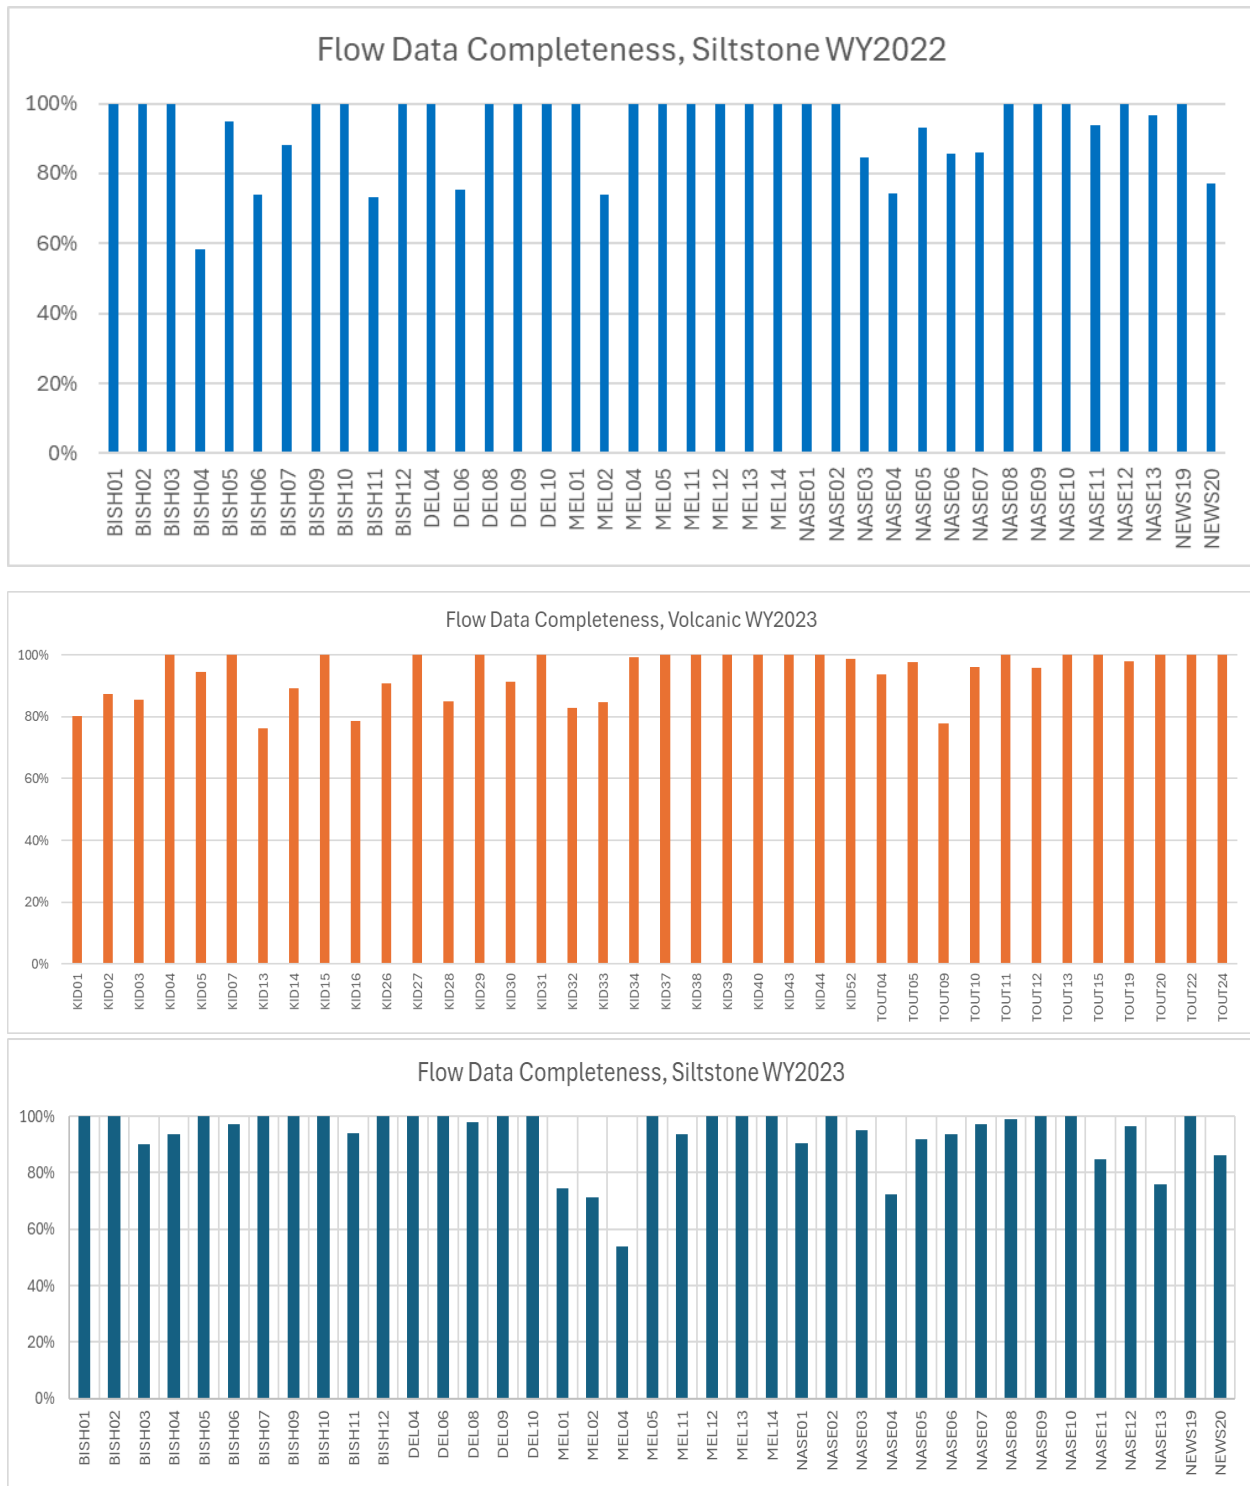 Flow Data Completeness, Siltstone WY2022
100%
80%
60%
40%
20%
0%
BISH01
BISH02
BISH03
BISH04
BISH05
BISH06
BISH07
BISH09
BISH10
BISH11
BISH12
DEL04
DEL06
DEL08
DEL09
DEL10
MEL01
MEL02
MEL04
MEL05
MEL11
MEL12
MEL13
MEL14
NASE01
NASE02
NASE03
NASE04
NASE05
NASE06
NASE07
NASE08
NASE09
NASE10
NASE11
NASE12
NASE13
NEWS19
NEWS20
Flow Data Completeness, Volcanic WY2023
100%
80%
60%
40%
20%
0%
KID01
KID02
KID03
KID04
KID05
KID07
KID13
KID14
KID15
KID16
KID26
KID27
KID28
KID29
KID30
KID31
KID32
KID33
KID34
KID37
KID38
KID39
KID40
KID43
KID44
KID52
TOUT04
TOUT05
TOUT09
TOUT10
TOUT11
TOUT12
TOUT13
TOUT15
TOUT19
TOUT20
TOUT22
TOUT24
Flow Data Completeness, Siltstone WY2023
100%
80%
60%
40%
20%
0%
BISH01
BISH02
BISH03
BISH04
BISH05
BISH06
BISH07
BISH09
BISH10
BISH11
BISH12
DEL04
DEL06
DEL08
DEL09
DEL10
MEL01
MEL02
MEL04
MEL05
MEL11
MEL12
MEL13
MEL14
NASE01
NASE02
NASE03
NASE04
NASE05
NASE06
NASE07
NASE08
NASE09
NASE10
NASE11
NASE12
NASE13
NEWS19
NEWS20